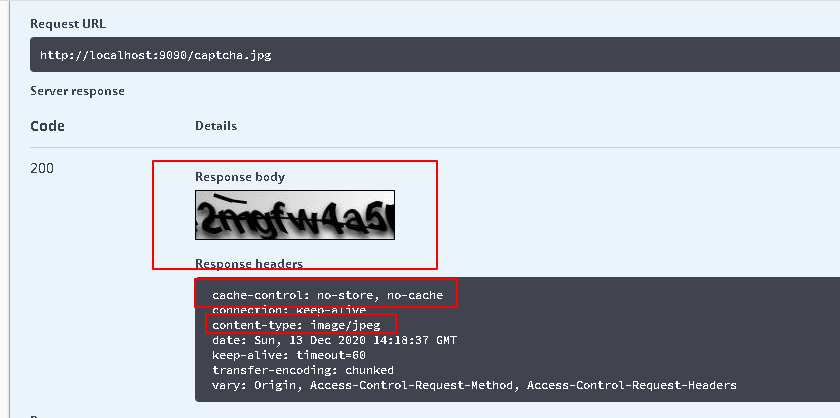 Request URL
http://localhost:9090/captcha.jpg
Server response
Code Details
200
Response body
Response headers
cache-control: no-store, no-cache
connection: keep-alive
content-type: image/jpeg
date: Sun, 13 Dec 2020 14:18:37 GMT
keep-alive: timeout=60
transfer-encoding: chunked
vary: Origin, Access-Control-Request-Method, Access-Control-Request-Headers